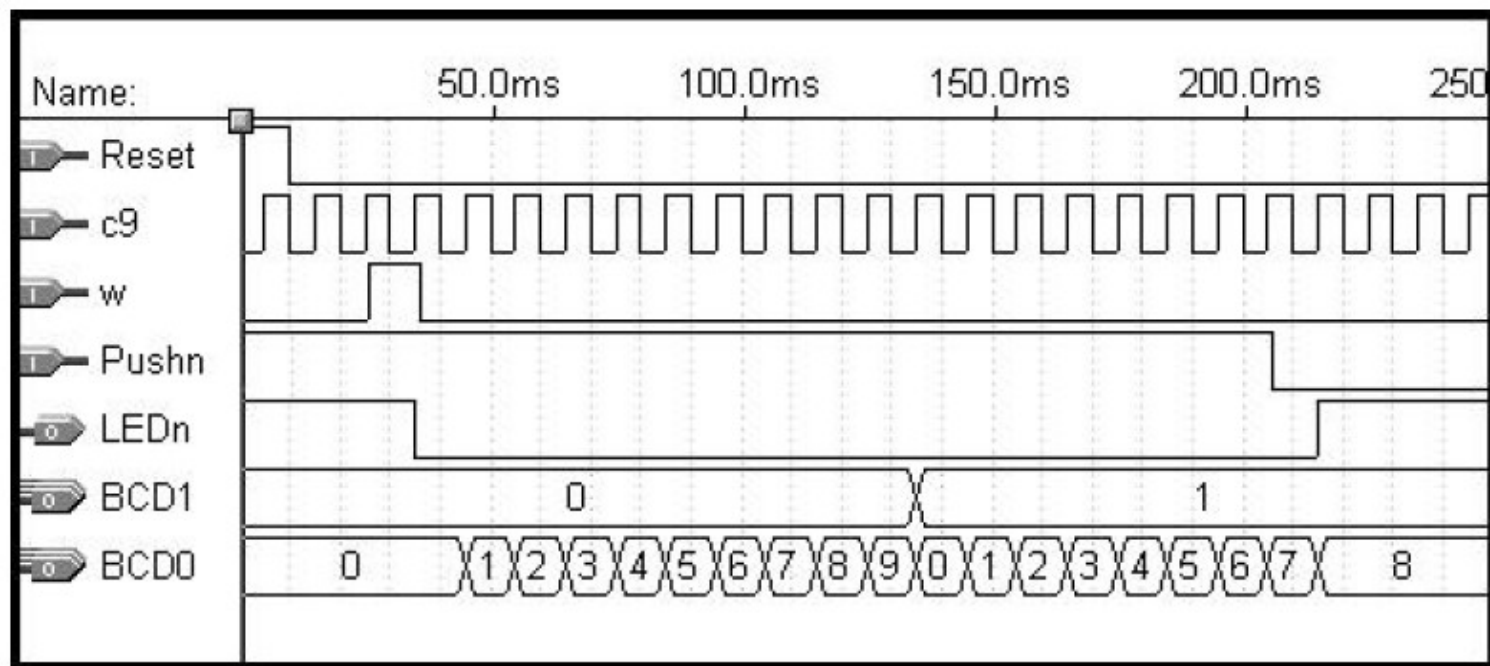 Name: 50.0ms 100.0ms 150.0ms 200.0ms 250
I Reset
I c9
I w
I Pushn
O LEDn
O BCD1 0 1
O BCD0 0 1 2 3 4 5 6 7 8 9 0 1 2 3 4 5 6 7 8